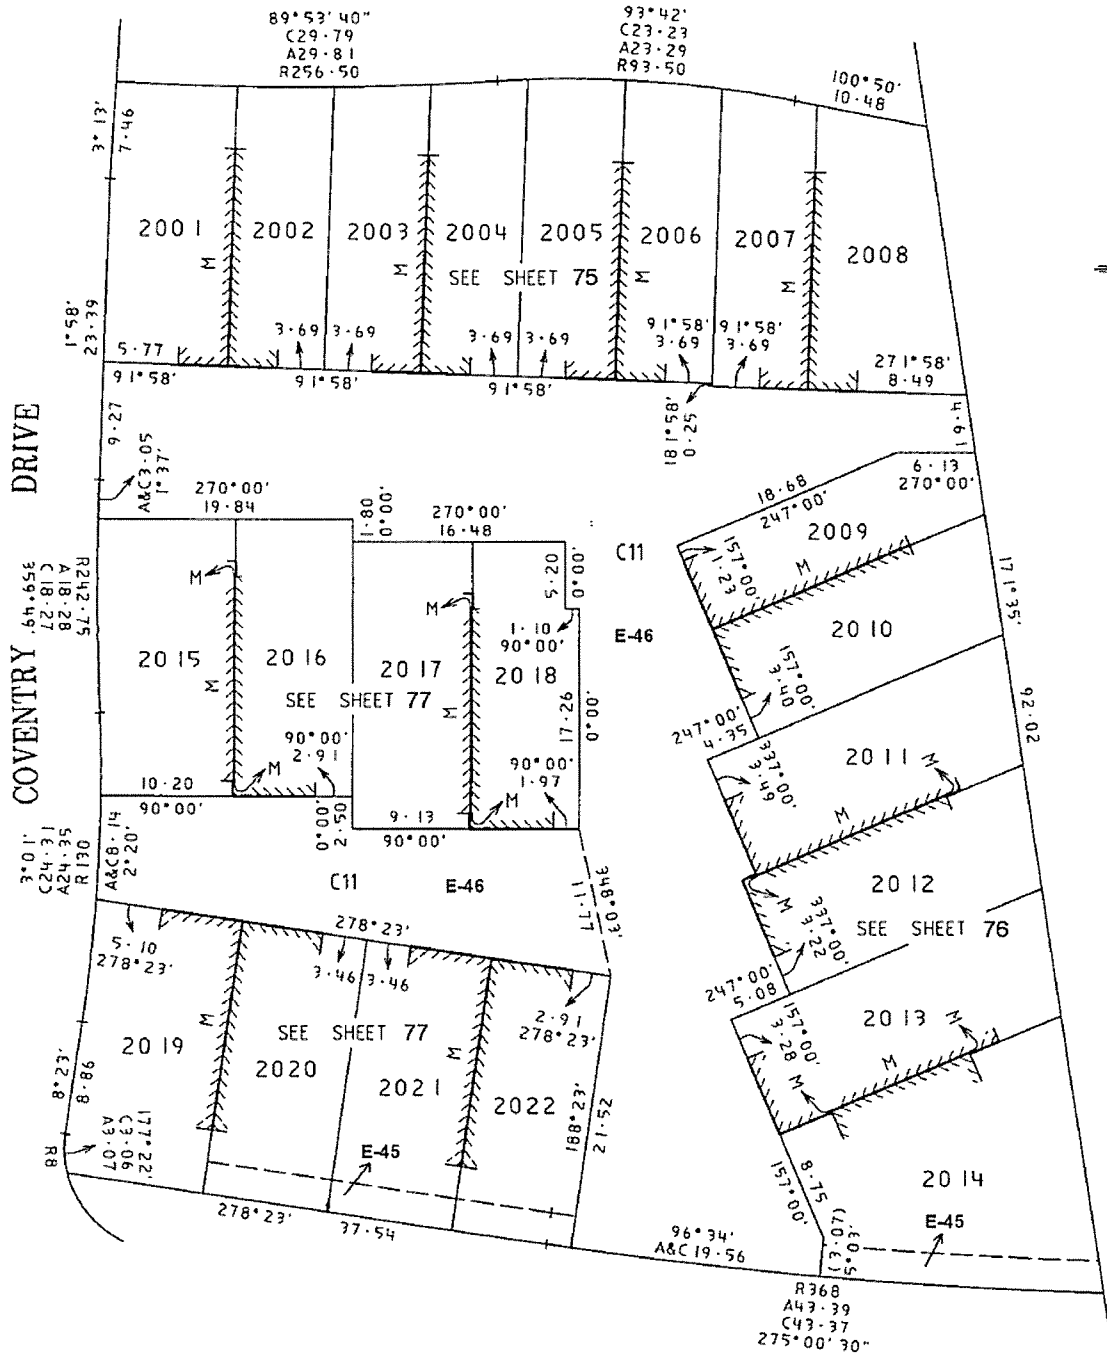 89°53'40"
C29·79
A29·81
R256·50
93°42'
C23·23
A23·29
R93·50
100°50'
10·48
3°13'
7·46
2001
2002
2003
2004
2005
2006
2007
2008
M
M
M
M
SEE SHEET 75
1°58'
23·39
5·77
91°58'
3·69
3·69
91°58'
3·69
3·69
91°58'
91°58'
3·69
91°58'
3·69
271°58'
8·49
181°58'
0·25
4·61
6·13
270°00'
9·27
A&C3·05
1°37'
COVENTRY DRIVE
270°00'
19·84
1·80
0°00'
270°00'
16·48
5·20
0°00'
1·10
90°00'
17·26
0°00'
C11
E-46
18·68
247°00'
2009
157°00'
1·23
M
2010
157°00'
3·40
171°35'
92·02
R242·75
A18·28
C18·27
359°49'
2015
M
M
2016
2017
M
M
2018
SEE SHEET 77
10·20
90°00'
M
90°00'
2·91
2·50
0°00'
9·13
90°00'
M
90°00'
1·97
247°00'
4·35
337°00'
3·49
2011
M
M
2012
M
337°00'
3·22
SEE SHEET 76
R130
A24·35
C24·31
3°01'
A&C8·14
2°20'
C11
E-46
348°03'
11·77
278°23'
5·10
278°23'
3·46
3·46
2·91
278°23'
2019
M
SEE SHEET 77
2020
2021
M
2022
188°23'
21·52
247°00'
5·08
157°00'
3·28
2013
M
M
M
8°23'
8·86
177°22'
C3·06
A3·07
R8
E-45
278°23'
37·54
96°34'
A&C19·56
157°00'
8·75
(3·07)
5°03'
2014
E-45
R368
A43·39
C43·37
275°00'30"